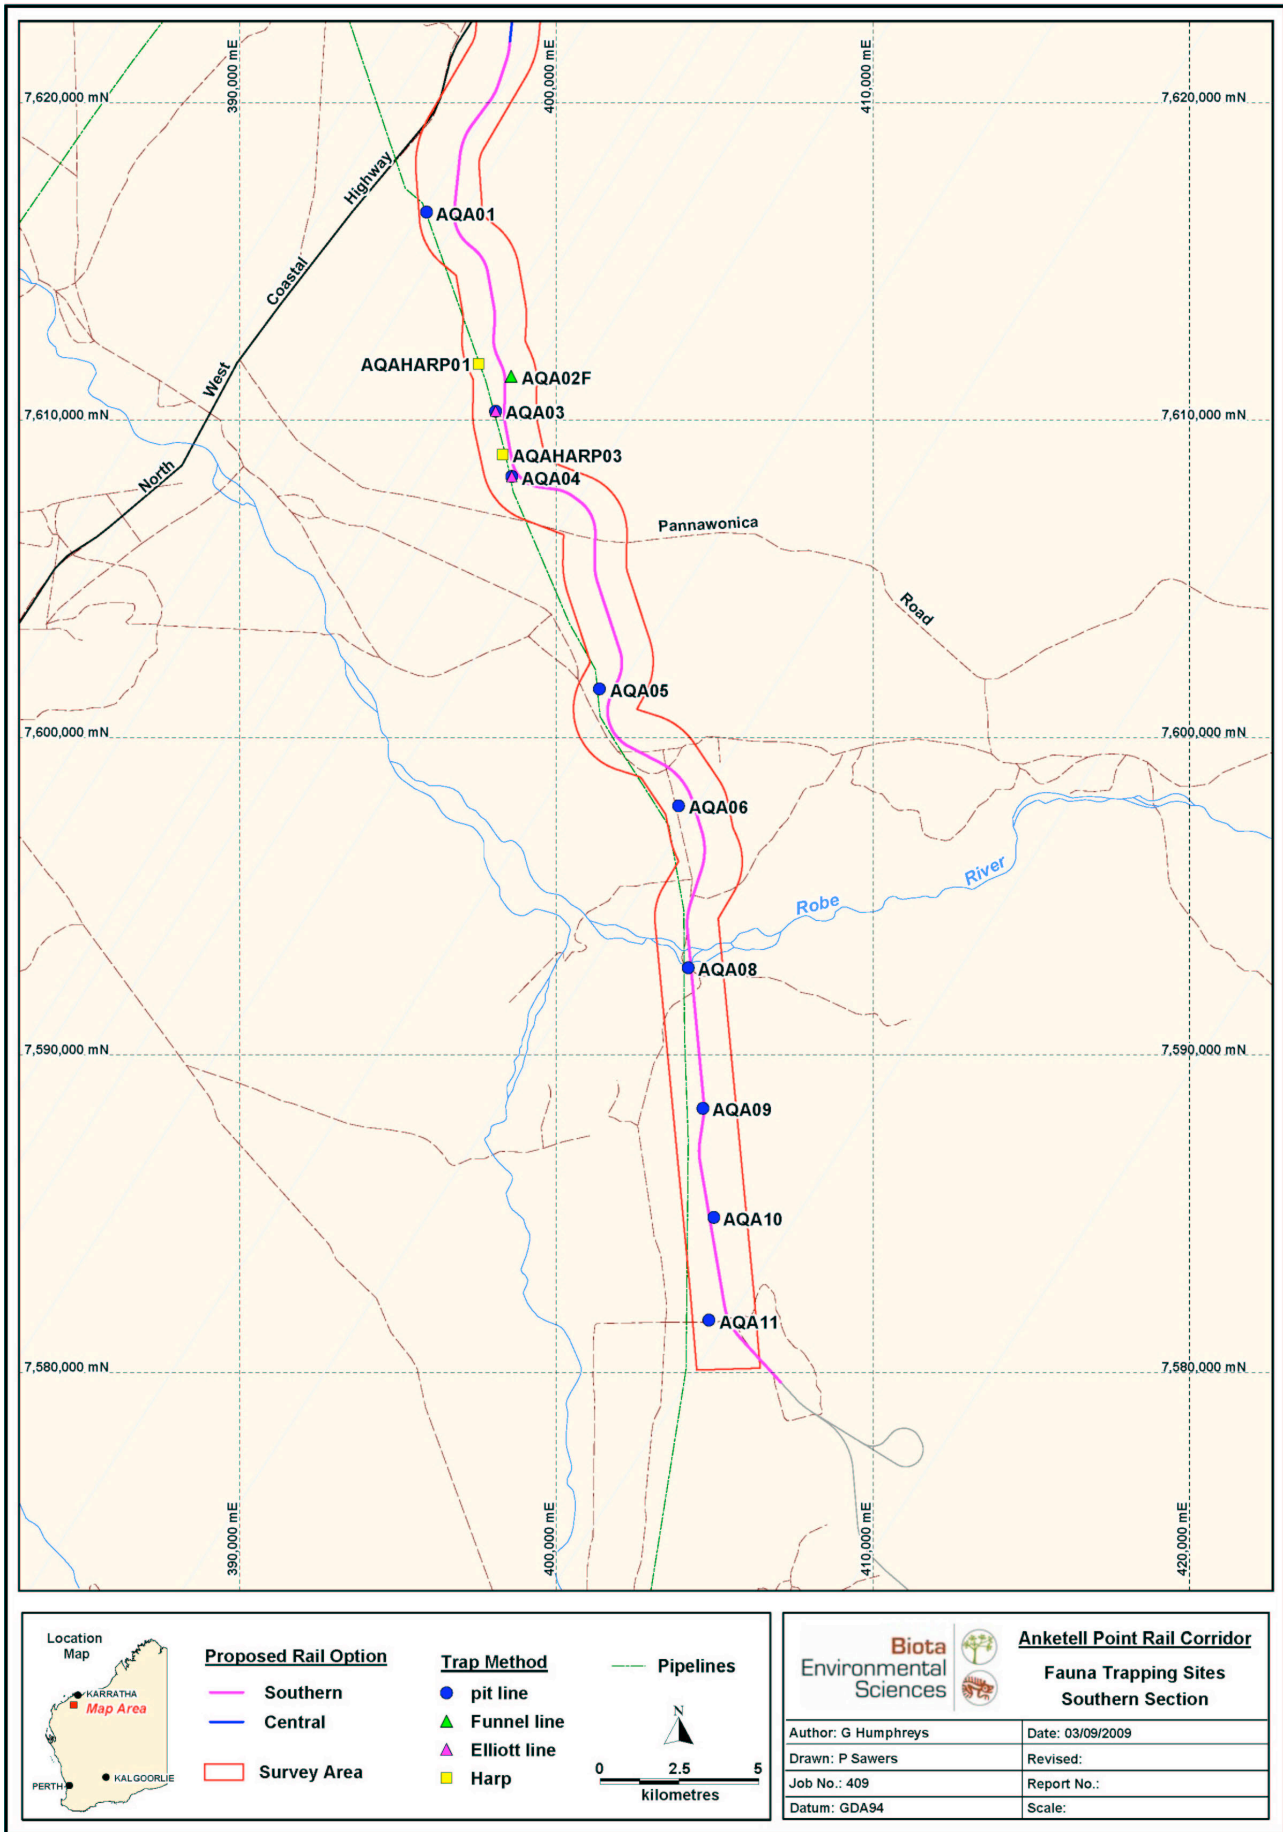 390,000 mE
400,000 mE
410,000 mE
7,620,000 mN
7,620,000 mN
Highway
AQA01
Coastal
AQAHARP01
AQA02F
West
AQA03
7,610,000 mN
7,610,000 mN
AQAHARP03
North
AQA04
Pannawonica
Road
AQA05
7,600,000 mN
7,600,000 mN
AQA06
River
Robe
AQA08
7,590,000 mN
7,590,000 mN
AQA09
AQA10
AQA11
7,580,000 mN
7,580,000 mN
390,000 mE
400,000 mE
410,000 mE
420,000 mE
Location
Map
KARRATHA
Map Area
PERTH
KALGOORLIE
Proposed Rail Option
Southern
Central
Survey Area
Trap Method
pit line
Funnel line
Elliott line
Harp
Pipelines
N
0 2.5 5
kilometres
Biota
Environmental
Sciences
Anketell Point Rail Corridor
Fauna Trapping Sites
Southern Section
Author: G Humphreys
Date: 03/09/2009
Drawn: P Sawers
Revised:
Job No.: 409
Report No.:
Datum: GDA94
Scale: